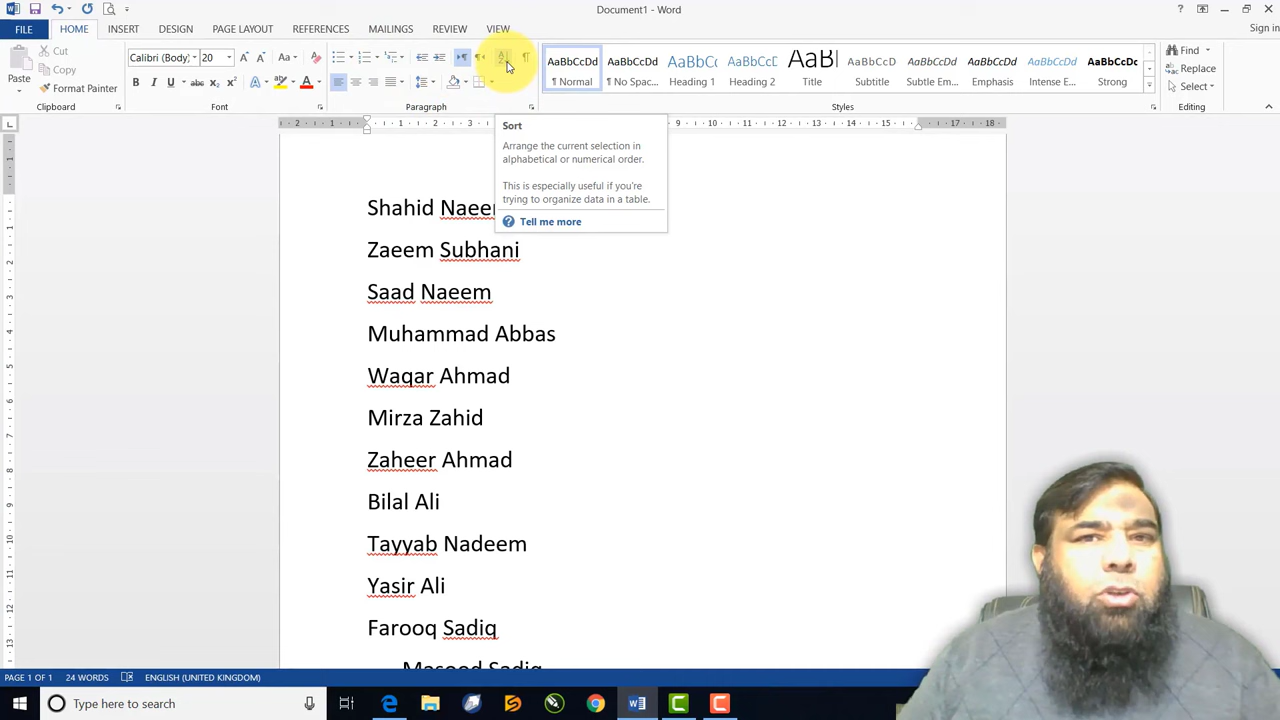 Document1 - Word
Sign in
FILE HOME INSERT DESIGN PAGE LAYOUT REFERENCES MAILINGS REVIEW VIEW
Cut
Copy
Format Painter
Paste
Clipboard
Calibri (Body) 20
Font
Paragraph
AaBbCcDd AaBbCcDd AaBbCc AaBbCcD AaBl AaBbCcD AaBbCcDd AaBbCcDd AaBbCcDd AaBbCcDc
¶ Normal ¶ No Spac... Heading 1 Heading 2 Title Subtitle Subtle Em... Emphasis Intense E... Strong
Styles
Find
Replace
Select
Editing
Sort
Arrange the current selection in
alphabetical or numerical order.
This is especially useful if you're
trying to organize data in a table.
Tell me more
Shahid Naee
Zaeem Subhani
Saad Naeem
Muhammad Abbas
Waqar Ahmad
Mirza Zahid
Zaheer Ahmad
Bilal Ali
Tayyab Nadeem
Yasir Ali
Farooq Sadiq
Masood Sadiq
PAGE 1 OF 1 24 WORDS ENGLISH (UNITED KINGDOM)
Type here to search